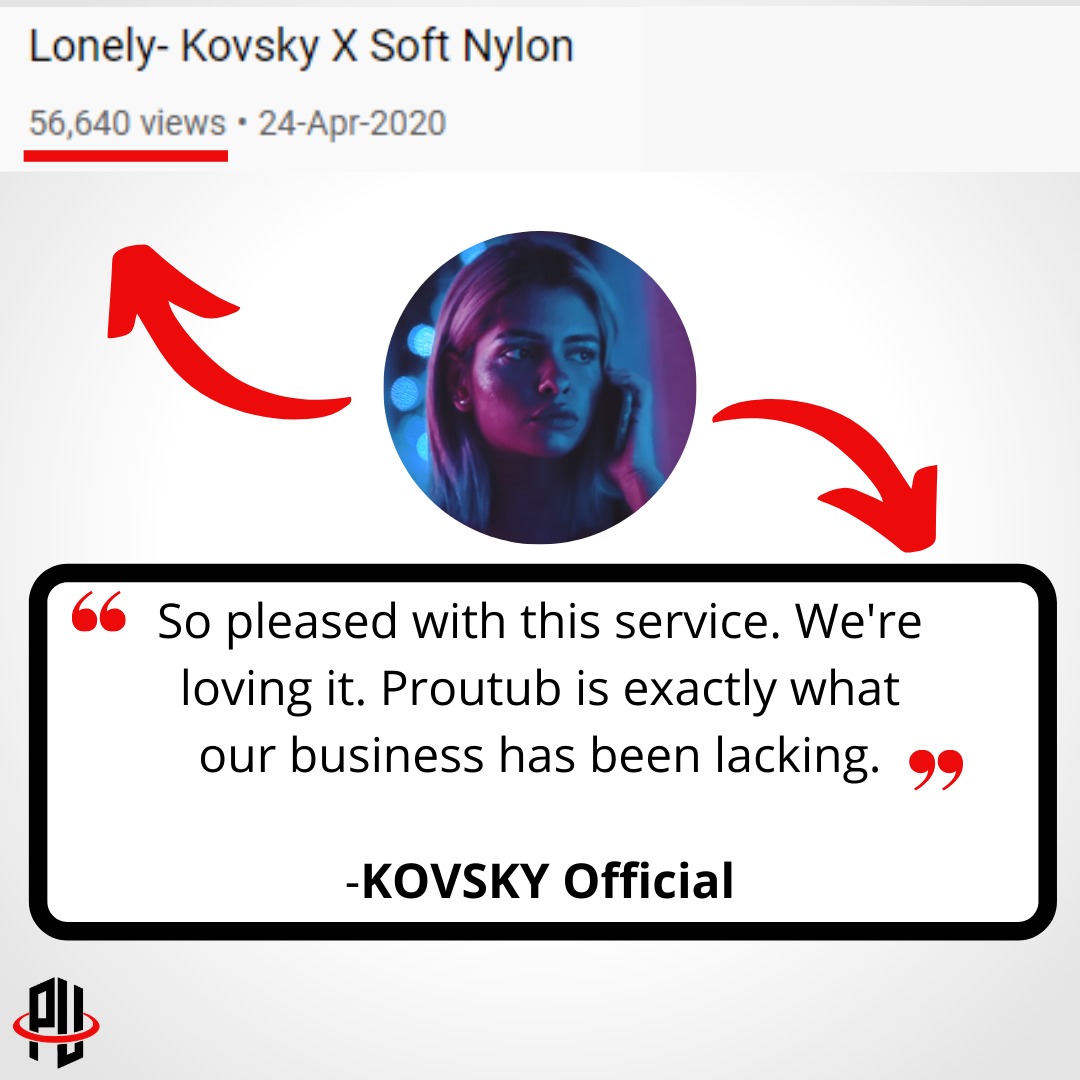 Lonely- Kovsky X Soft Nylon
56,640 views • 24-Apr-2020
“ So pleased with this service. We're
loving it. Proutub is exactly what
our business has been lacking. ”
-KOVSKY Official
PU